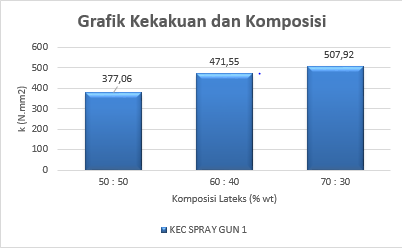 Grafik Kekakuan dan Komposisi
k (N.mm2)
600
500
400
300
200
100
0
377,06
471,55
507,92
50 : 50
60 : 40
70 : 30
Komposisi Lateks (% wt)
KEC SPRAY GUN 1